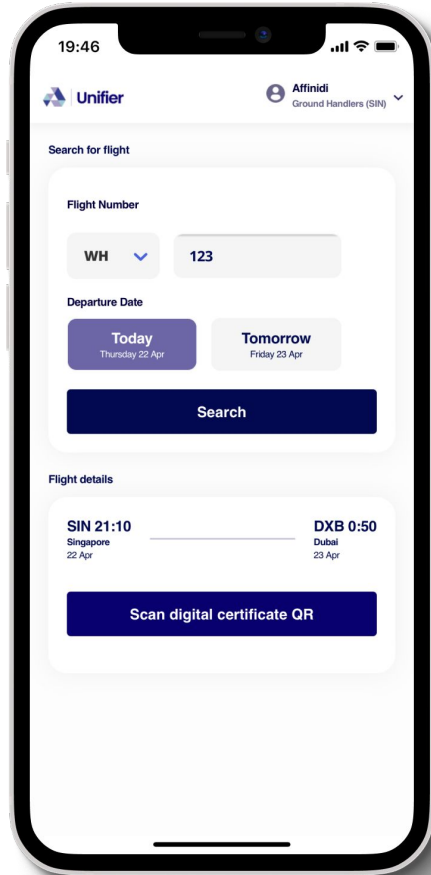 19:46
Unifier
Affinidi
Ground Handlers (SIN)
Search for flight
Flight Number
WH
123
Departure Date
Today
Thursday 22 Apr
Tomorrow
Friday 23 Apr
Search
Flight details
SIN 21:10
Singapore
22 Apr
DXB 0:50
Dubai
23 Apr
Scan digital certificate QR